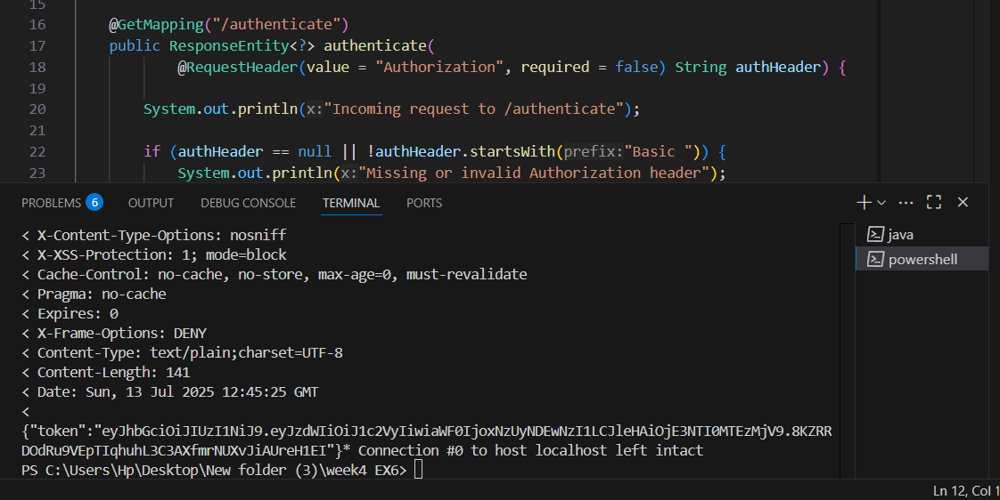 15
16 @GetMapping("/authenticate")
17 public ResponseEntity<?> authenticate(
18 @RequestHeader(value = "Authorization", required = false) String authHeader) {
19
20 System.out.println(x:"Incoming request to /authenticate");
21
22 if (authHeader == null || !authHeader.startsWith(prefix:"Basic ")) {
23 System.out.println(x:"Missing or invalid Authorization header");
PROBLEMS 6 OUTPUT DEBUG CONSOLE TERMINAL PORTS
< X-Content-Type-Options: nosniff
< X-XSS-Protection: 1; mode=block
< Cache-Control: no-cache, no-store, max-age=0, must-revalidate
< Pragma: no-cache
< Expires: 0
< X-Frame-Options: DENY
< Content-Type: text/plain;charset=UTF-8
< Content-Length: 141
< Date: Sun, 13 Jul 2025 12:45:25 GMT
<
{"token":"eyJhbGciOiJIUzI1NiJ9.eyJzdWIiOiJ1c2VyIiwiaWF0IjoxNzUyNDEwNzI1LCJleHAiOjE3NTI0MTEzMjV9.8KZRR
DOdRu9VEpTIqhuhL3C3AXfmrNUXvJiAUreH1EI"}* Connection #0 to host localhost left intact
PS C:\Users\Hp\Desktop\New folder (3)\week4 EX6>
java
powershell
Ln 12, Col 1